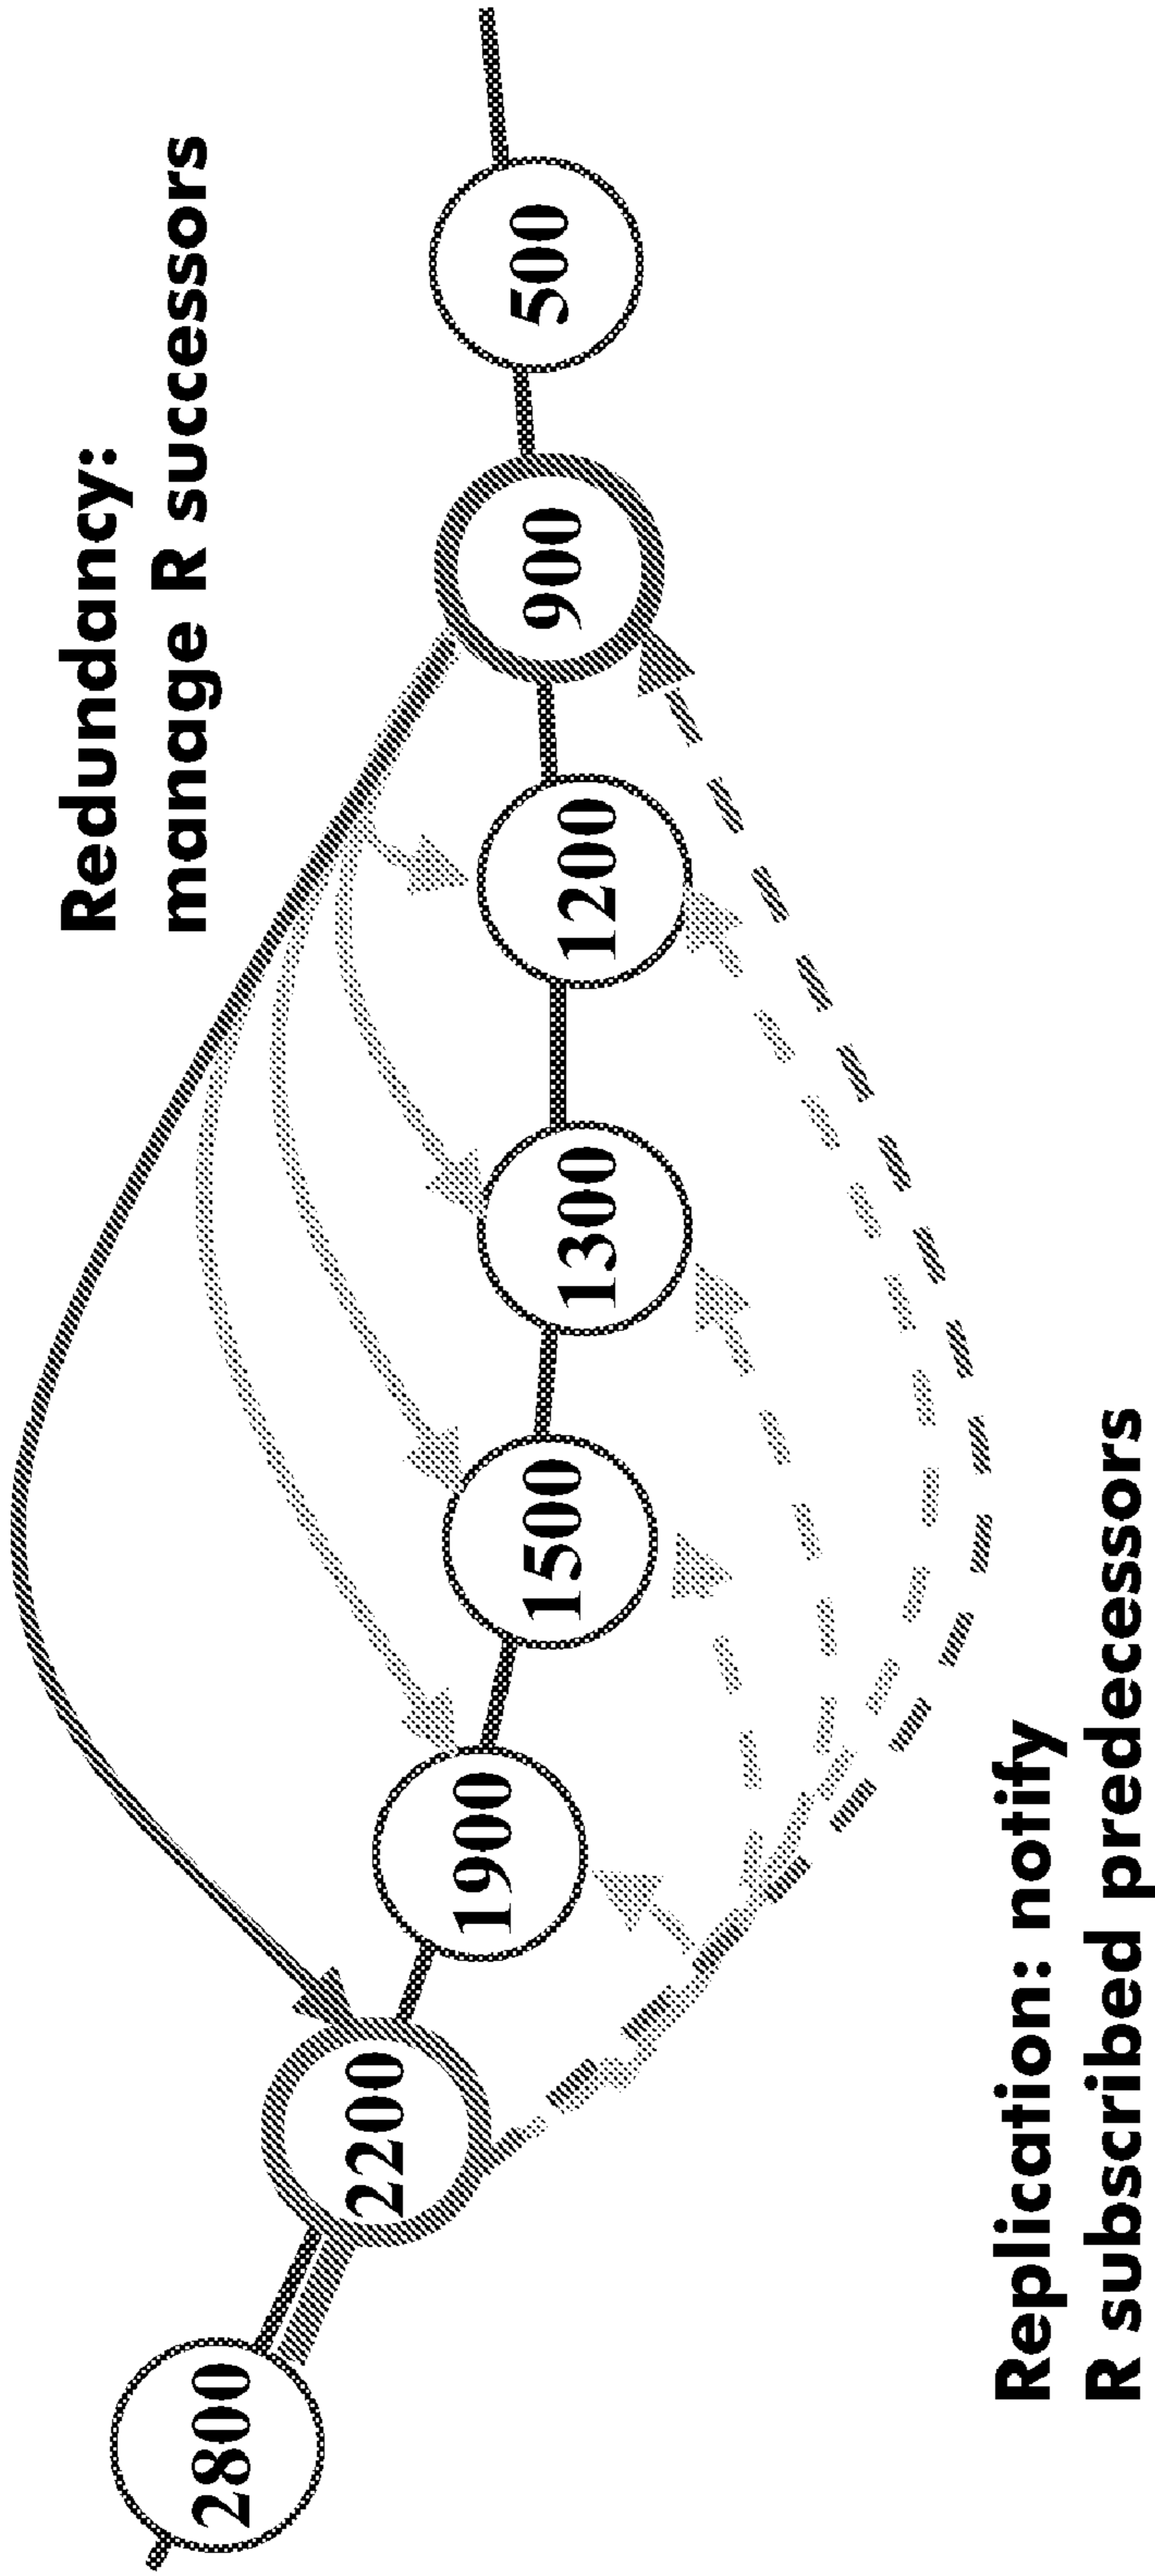 Redundancy:
manage R successors
2800
2200
1900
1500
1300
1200
900
500
Replication: notify
R subscribed predecessors